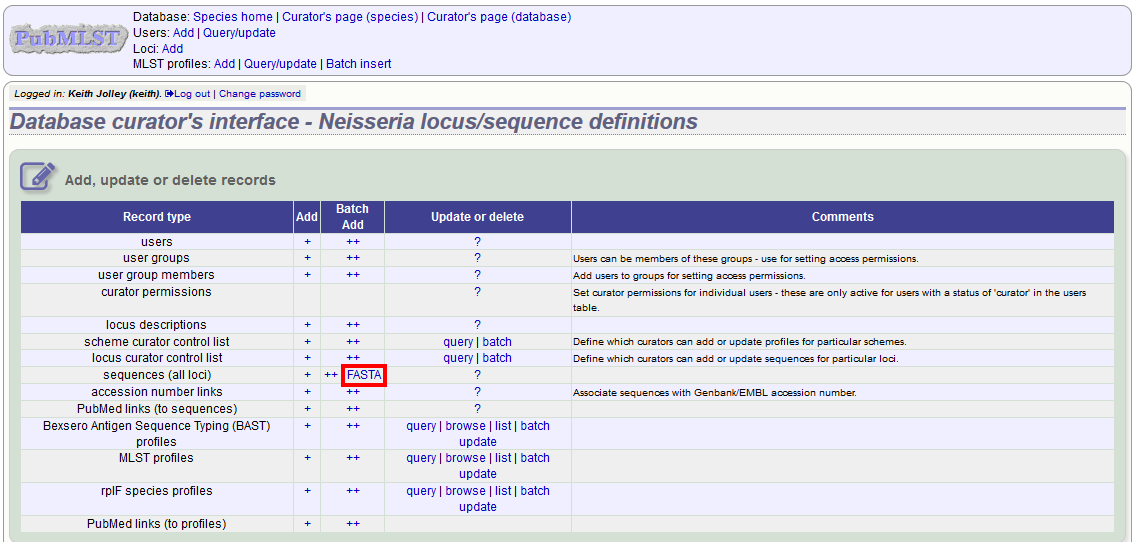 PubMLST
Database: Species home | Curator's page (species) | Curator's page (database)
Users: Add | Query/update
Loci: Add
MLST profiles: Add | Query/update | Batch insert
Logged in: Keith Jolley (keith). Log out | Change password
Database curator's interface - Neisseria locus/sequence definitions
Add, update or delete records
Record type Add Batch Add Update or delete Comments
users + ++ ?
user groups + ++ ? Users can be members of these groups - use for setting access permissions.
user group members + ++ ? Add users to groups for setting access permissions.
curator permissions ? Set curator permissions for individual users - these are only active for users with a status of 'curator' in the users
table.
locus descriptions + ++ ?
scheme curator control list + ++ query | batch Define which curators can add or update profiles for particular schemes.
locus curator control list + ++ query | batch Define which curators can add or update sequences for particular loci.
sequences (all loci) + ++ FASTA ?
accession number links + ++ ? Associate sequences with Genbank/EMBL accession number.
PubMed links (to sequences) + ++ ?
Bexsero Antigen Sequence Typing (BAST) + ++ query | browse | list | batch
profiles update
MLST profiles + ++ query | browse | list | batch
update
rplF species profiles + ++ query | browse | list | batch
update
PubMed links (to profiles) + ++